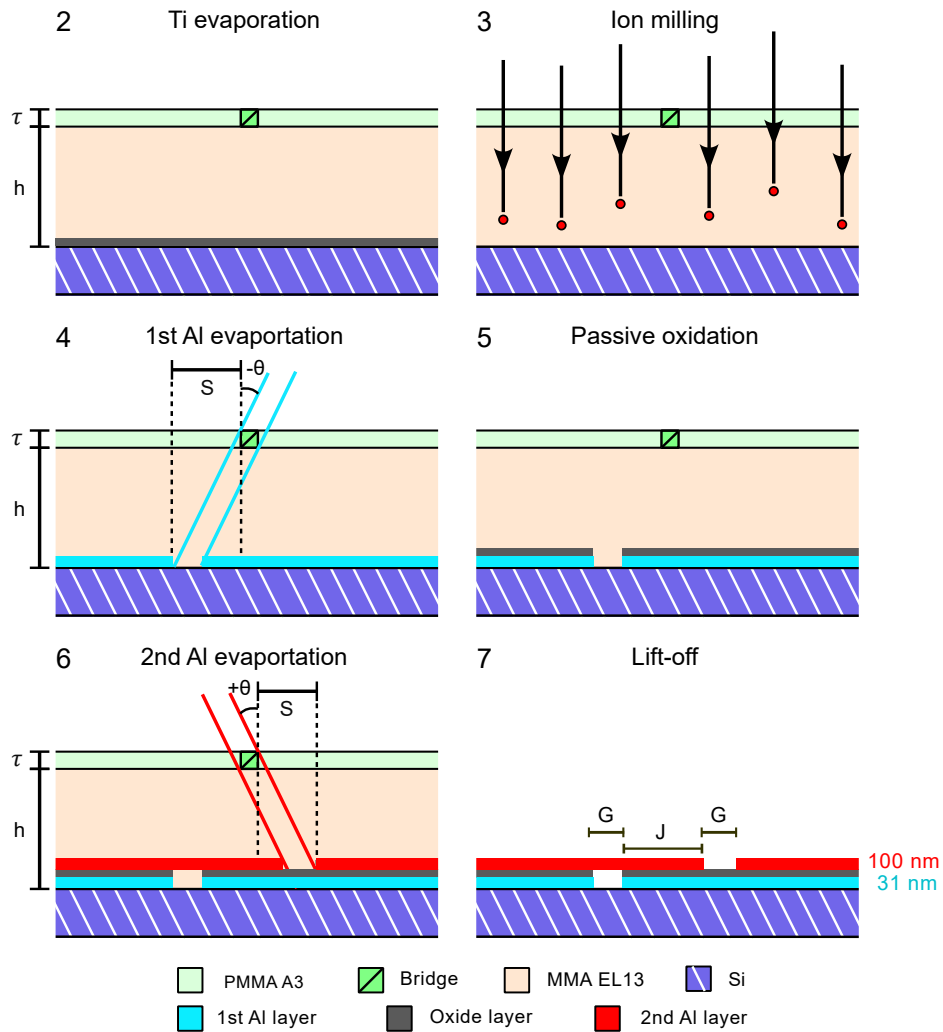 2 Ti evaporation
3 Ion milling
τ
h
4 1st Al evaportation
5 Passive oxidation
-θ
S
τ
h
6 2nd Al evaportation
7 Lift-off
+θ
S
τ
h
G J G
100 nm
31 nm
PMMA A3 Bridge MMA EL13 Si
1st Al layer Oxide layer 2nd Al layer